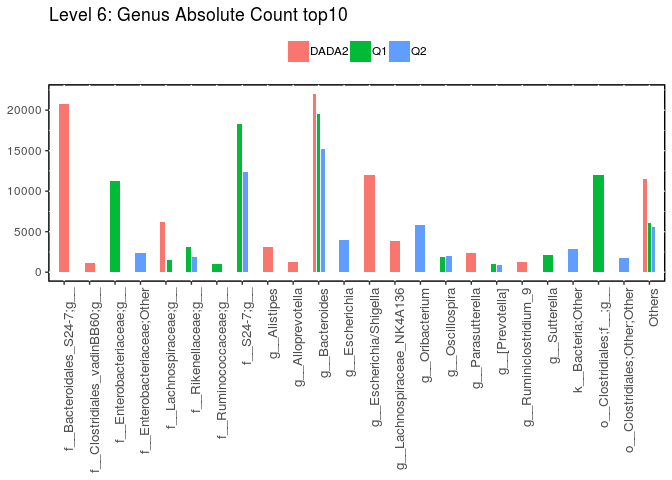 Level 6: Genus Absolute Count top10
DADA2 Q1 Q2
20000
15000
10000
5000
0
f__Bacteroidales_S24-7;g__
f__Clostridiales_vadinBB60;g__
f__Enterobacteriaceae;g__
f__Enterobacteriaceae;Other
f__Lachnospiraceae;g__
f__Rikenellaceae;g__
f__Ruminococcaceae;g__
f__S24-7;g__
g__Alistipes
g__Alloprevotella
g__Bacteroides
g__Escherichia
g__Escherichia/Shigella
g__Lachnospiraceae_NK4A136
g__Oribacterium
g__Oscillospira
g__Parasutterella
g__[Prevotella]
g__Ruminiclostridium_9
g__Sutterella
k__Bacteria;Other
o__Clostridiales;f__;g__
o__Clostridiales;Other;Other
Others